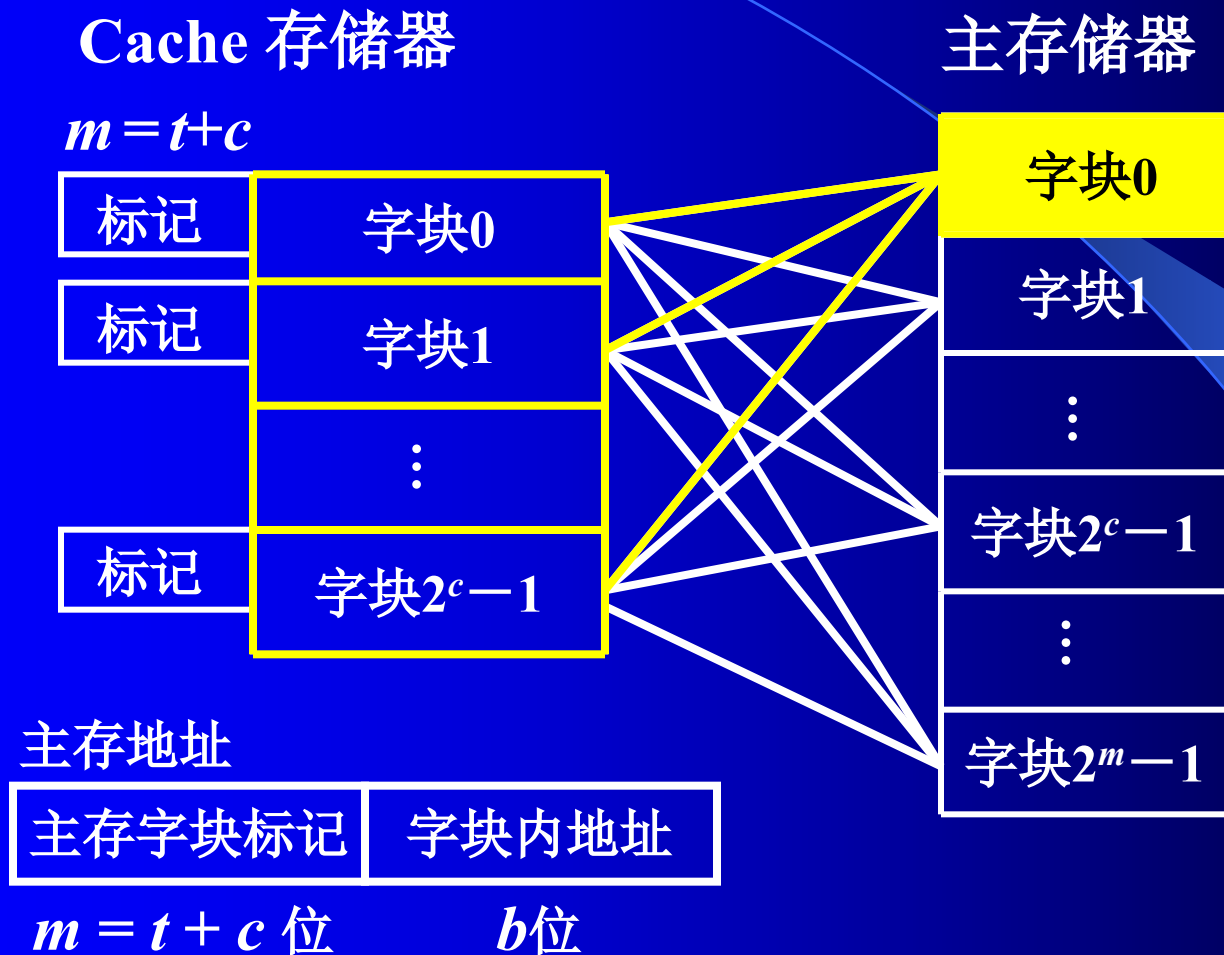 Cache 存储器
主存储器
m = t+c
标记
字块0
标记
字块1
⋮
标记
字块2ᶜ－1
字块0
字块1
⋮
字块2ᶜ－1
⋮
字块2ᵐ－1
主存地址
主存字块标记 字块内地址
m = t + c 位 b位